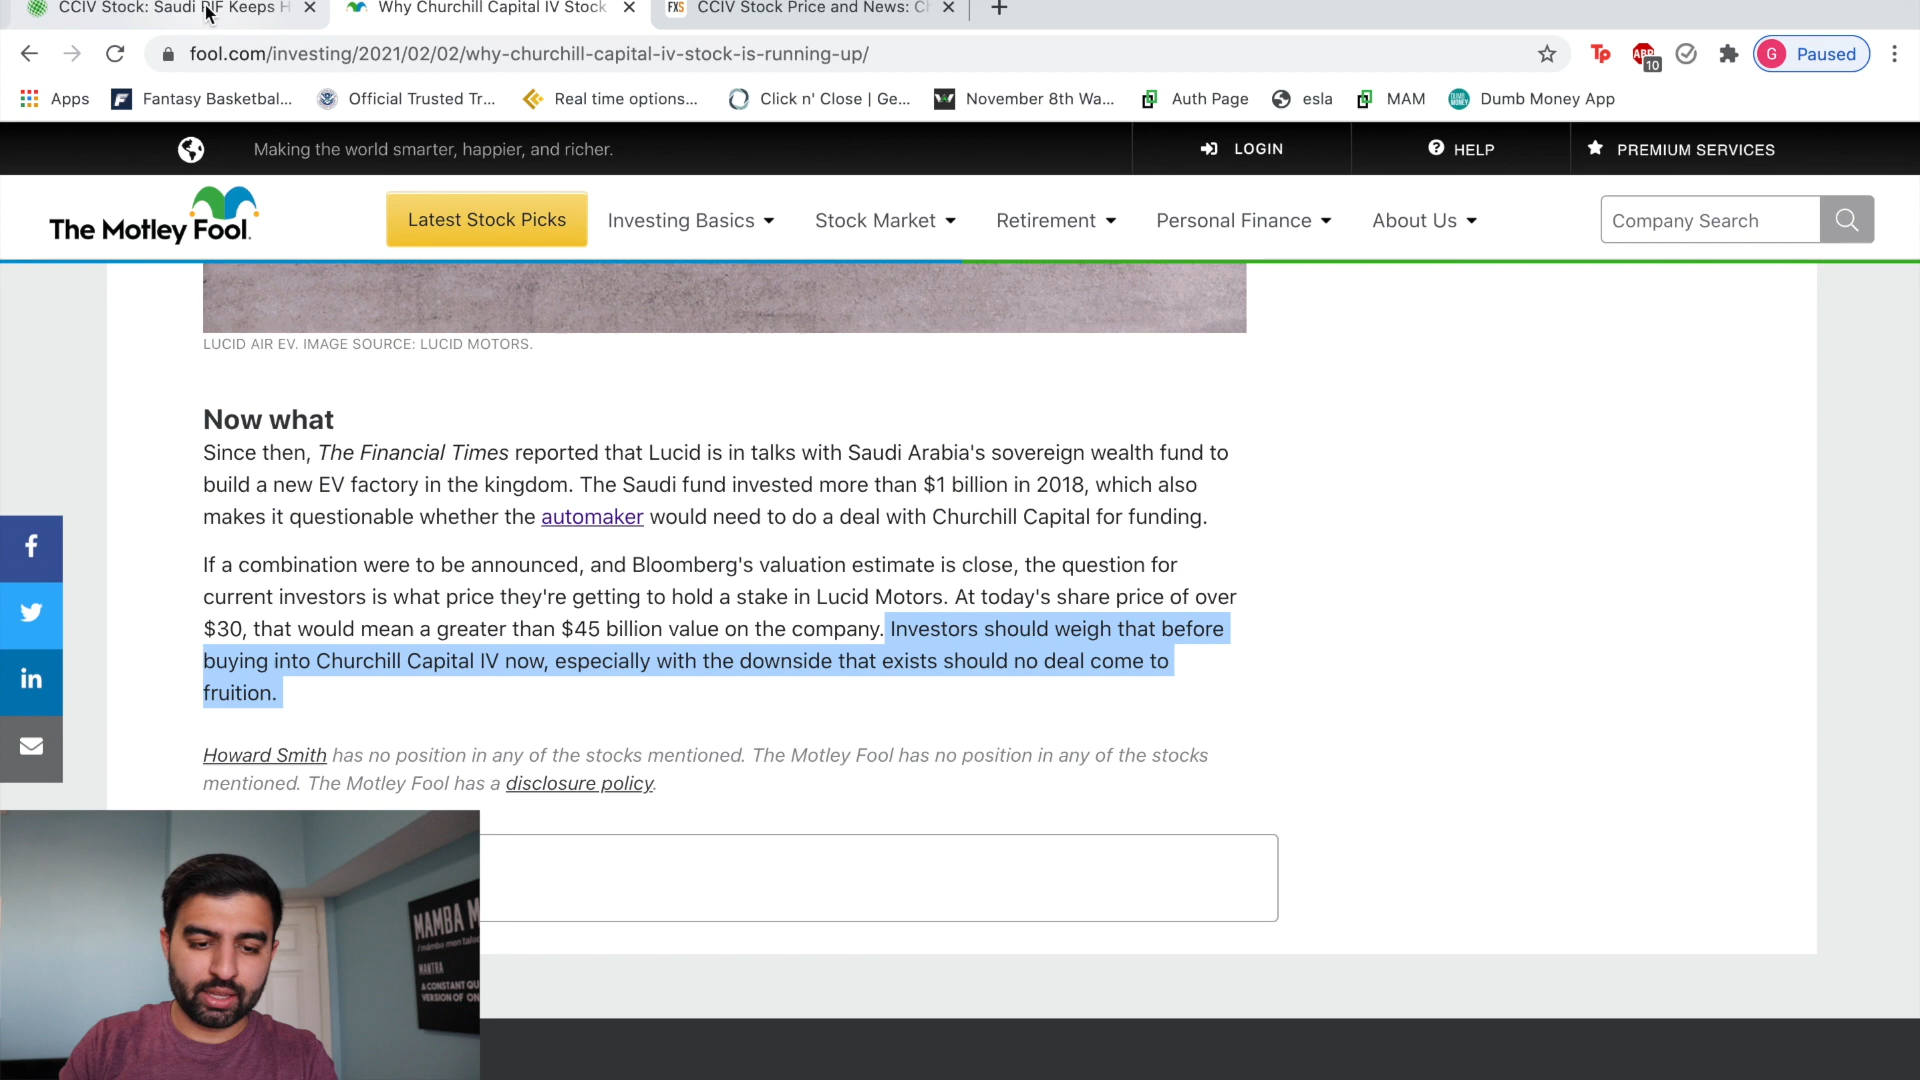 CCIV Stock: Saudi PIF Keeps H
Why Churchill Capital IV Stock
FXS CCIV Stock Price and News: Ch
fool.com/investing/2021/02/02/why-churchill-capital-iv-stock-is-running-up/
Tp
ABP
10
G Paused
Apps
Fantasy Basketbal...
Official Trusted Tr...
Real time options...
Click n' Close | Ge...
November 8th Wa...
Auth Page
esla
MAM
Dumb Money App
Making the world smarter, happier, and richer.
LOGIN
HELP
PREMIUM SERVICES
The Motley Fool.
Latest Stock Picks
Investing Basics
Stock Market
Retirement
Personal Finance
About Us
Company Search
LUCID AIR EV. IMAGE SOURCE: LUCID MOTORS.
Now what
Since then, The Financial Times reported that Lucid is in talks with Saudi Arabia's sovereign wealth fund to
build a new EV factory in the kingdom. The Saudi fund invested more than $1 billion in 2018, which also
makes it questionable whether the automaker would need to do a deal with Churchill Capital for funding.
If a combination were to be announced, and Bloomberg's valuation estimate is close, the question for
current investors is what price they're getting to hold a stake in Lucid Motors. At today's share price of over
$30, that would mean a greater than $45 billion value on the company. Investors should weigh that before
buying into Churchill Capital IV now, especially with the downside that exists should no deal come to
fruition.
Howard Smith has no position in any of the stocks mentioned. The Motley Fool has no position in any of the stocks
mentioned. The Motley Fool has a disclosure policy.
MAMBA M
MANTRA
A CONSTANT QU
VERSION OF ON